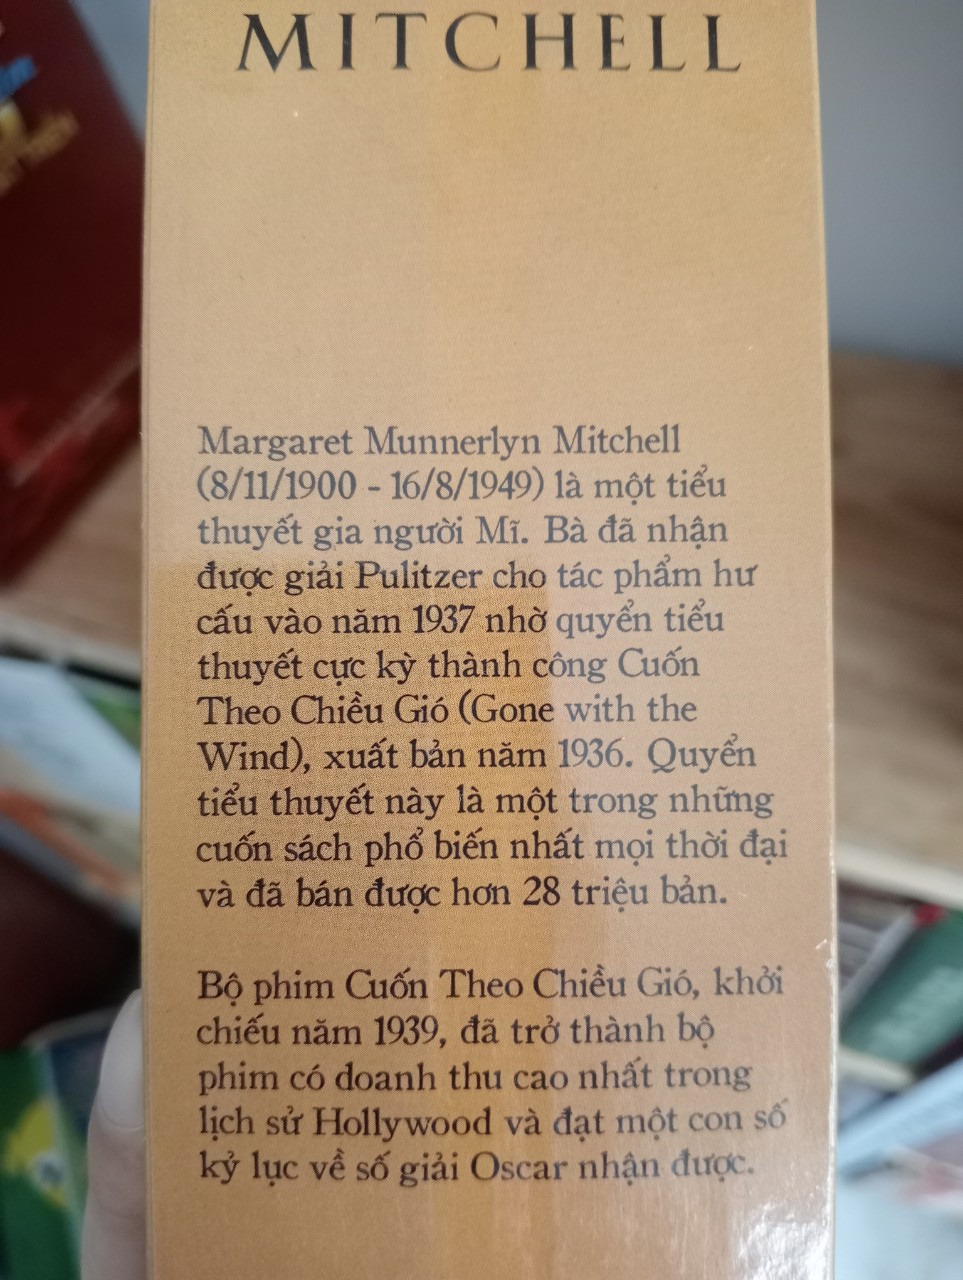 MITCHELL
Margaret Munnerlyn Mitchell
(8/11/1900 - 16/8/1949) là một tiểu
thuyết gia người Mĩ. Bà đã nhận
được giải Pulitzer cho tác phẩm hư
cấu vào năm 1937 nhờ quyển tiểu
thuyết cực kỳ thành công Cuốn
Theo Chiều Gió (Gone with the
Wind), xuất bản năm 1936. Quyển
tiểu thuyết này là một trong những
cuốn sách phổ biến nhất mọi thời đại
và đã bán được hơn 28 triệu bản.
Bộ phim Cuốn Theo Chiều Gió, khởi
chiếu năm 1939, đã trở thành bộ
phim có doanh thu cao nhất trong
lịch sử Hollywood và đạt một con số
kỷ lục về số giải Oscar nhận được.